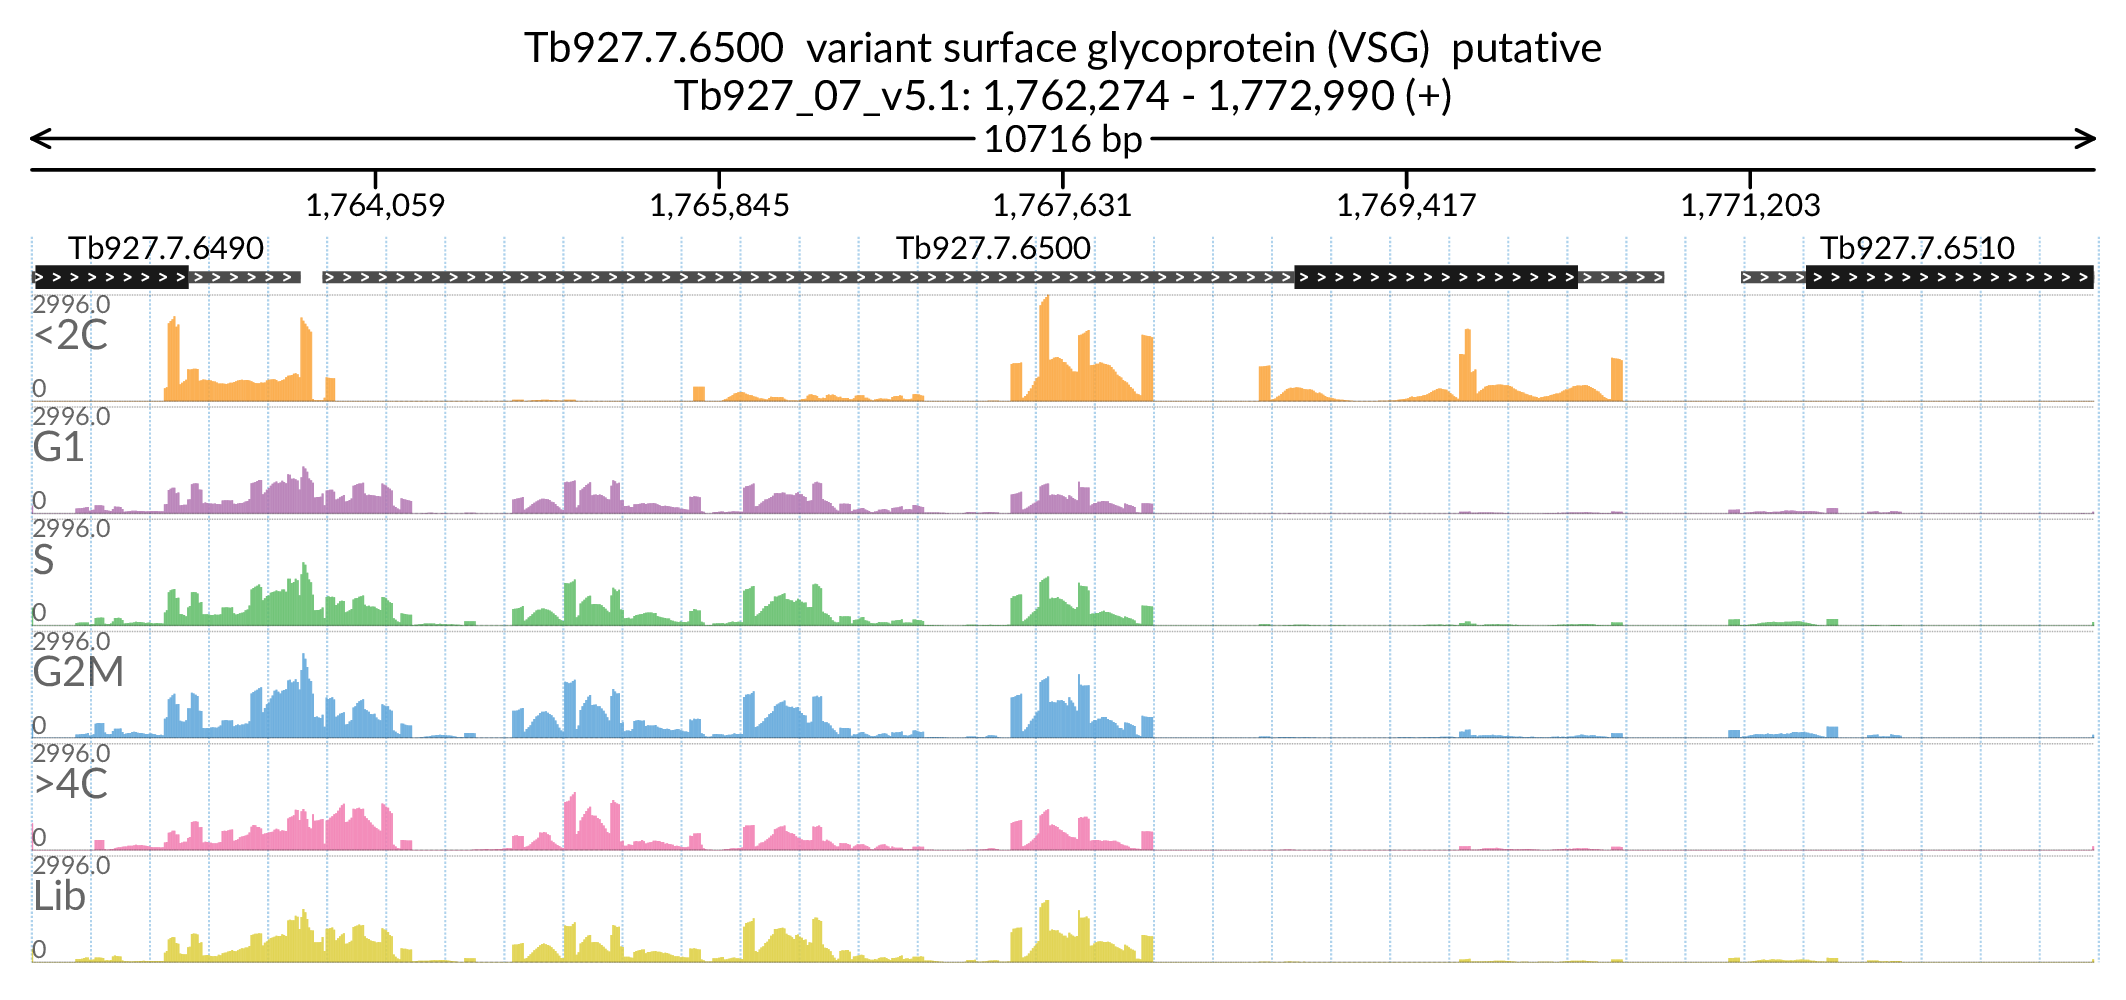 Tb927.7.6500 variant surface glycoprotein (VSG) putative
Tb927_07_v5.1: 1,762,274 - 1,772,990 (+)
10716 bp
1,764,059 1,765,845 1,767,631 1,769,417 1,771,203
Tb927.7.6490 Tb927.7.6500 Tb927.7.6510
2996.0
<2C
0
2996.0
G1
0
2996.0
S
0
2996.0
G2M
0
2996.0
>4C
0
2996.0
Lib
0